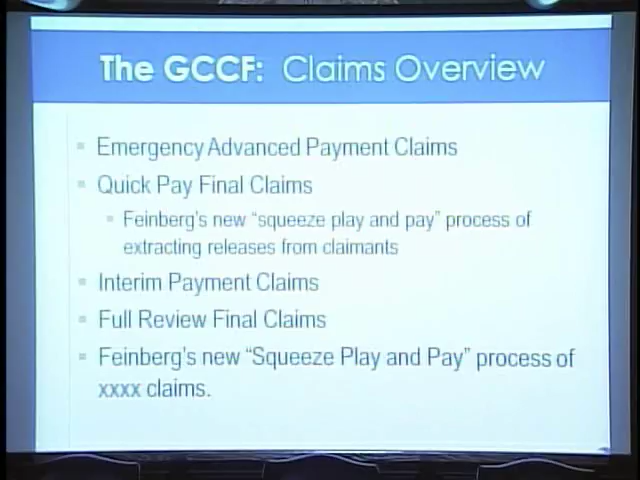 The GCCF: Claims Overview
Emergency Advanced Payment Claims
Quick Pay Final Claims
Feinberg's new "squeeze play and pay" process of
extracting releases from claimants
Interim Payment Claims
Full Review Final Claims
Feinberg's new "Squeeze Play and Pay" process of
xxxx claims.